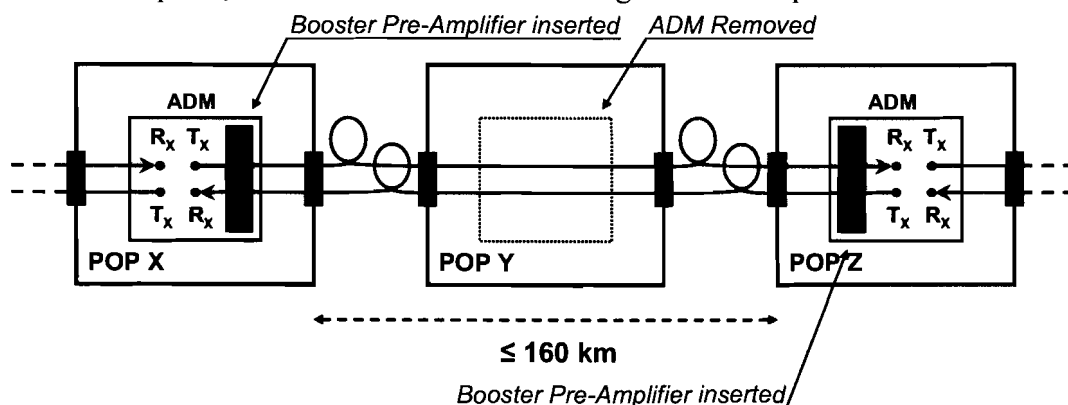 Booster Pre-Amplifier inserted
ADM Removed
ADM
ADM
Rx Tx
Rx Tx
Tx Rx
Tx Rx
POP X
POP Y
POP Z
≤ 160 km
Booster Pre-Amplifier inserted